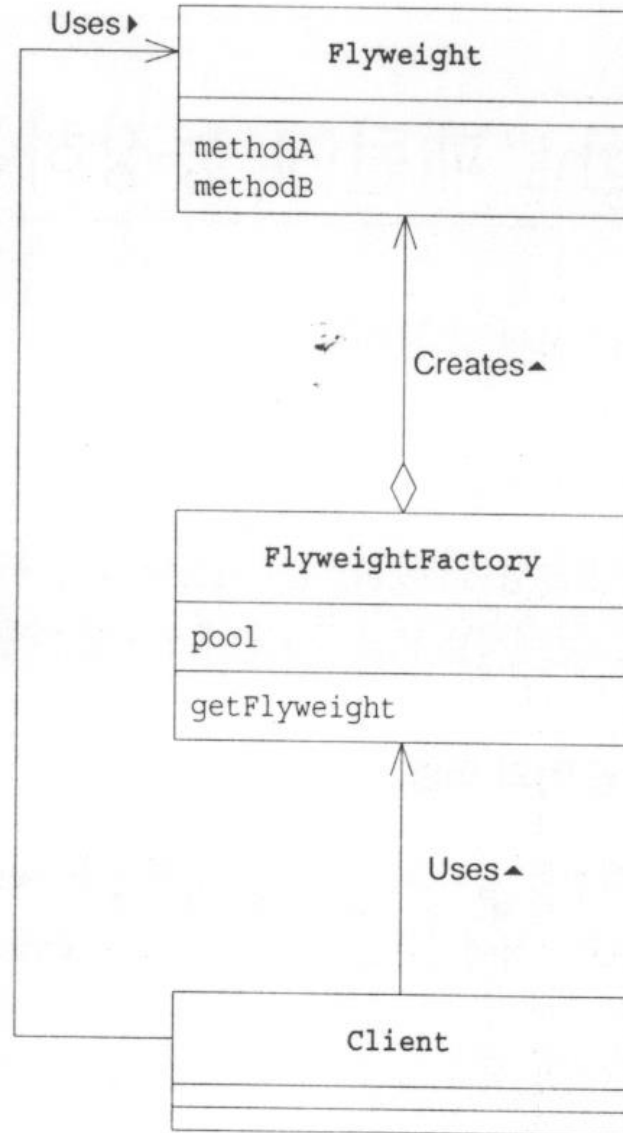 Uses
Flyweight
methodA
methodB
Creates
FlyweightFactory
pool
getFlyweight
Uses
Client